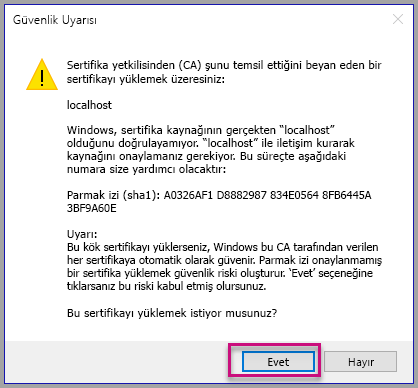 Güvenlik Uyarısı
Sertifika yetkilisinden (CA) şunu temsil ettiğini beyan eden bir
sertifikayı yüklemek üzeresiniz:
localhost
Windows, sertifika kaynağının gerçekten “localhost”
olduğunu doğrulayamıyor. “localhost” ile iletişim kurarak
kaynağını onaylamanız gerekiyor. Bu süreçte aşağıdaki
numara size yardımcı olacaktır:
Parmak izi (sha1): A0326AF1 D8882987 834E0564 8FB6445A
3BF9A60E
Uyarı:
Bu kök sertifikayı yüklerseniz, Windows bu CA tarafından verilen
her sertifikaya otomatik olarak güvenir. Parmak izi onaylanmamış
bir sertifika yüklemek güvenlik riski oluşturur. ‘Evet’ seçeneğine
tıklarsanız bu riski kabul etmiş olursunuz.
Bu sertifikayı yüklemek istiyor musunuz?
Evet
Hayır